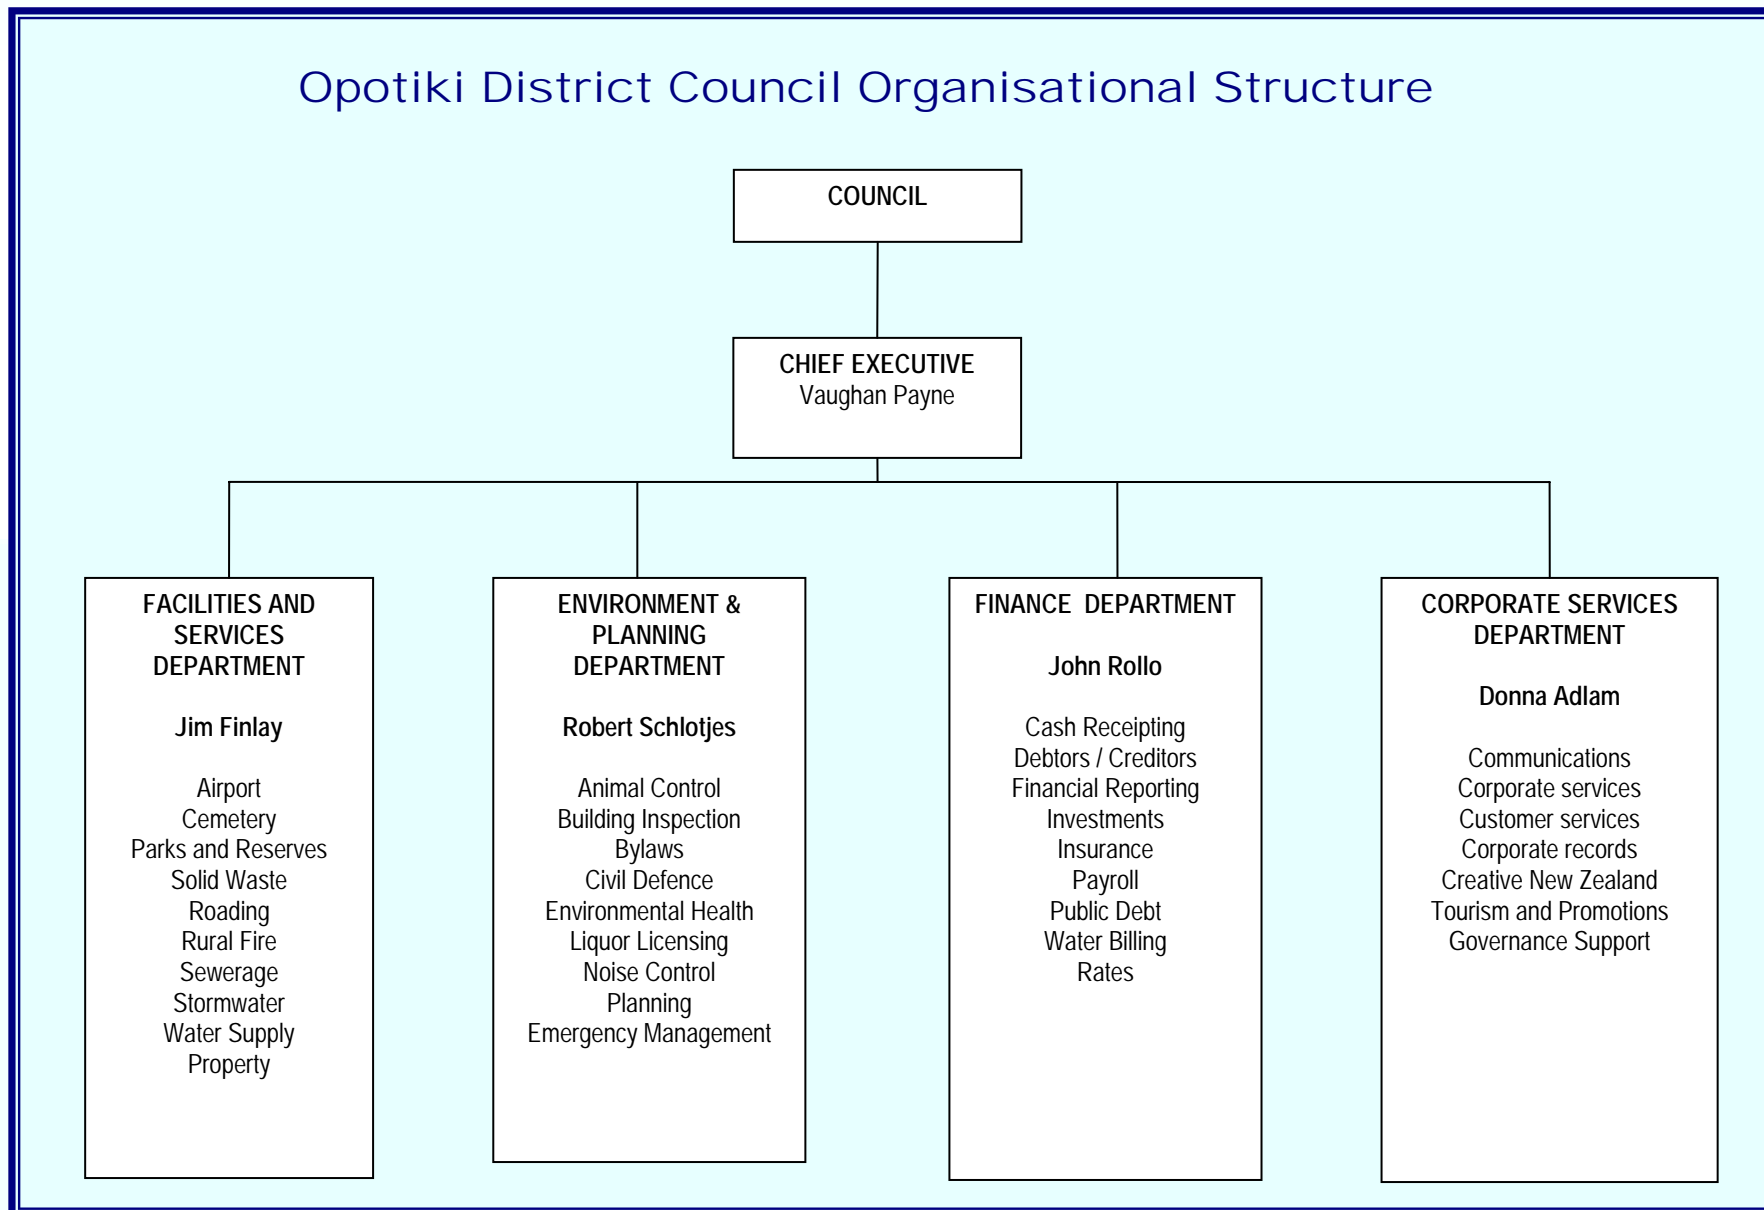 Opotiki District Council Organisational Structure
COUNCIL
CHIEF EXECUTIVE
Vaughan Payne
FACILITIES AND
SERVICES
DEPARTMENT
Jim Finlay
Airport
Cemetery
Parks and Reserves
Solid Waste
Roading
Rural Fire
Sewerage
Stormwater
Water Supply
Property
ENVIRONMENT &
PLANNING
DEPARTMENT
Robert Schlotjes
Animal Control
Building Inspection
Bylaws
Civil Defence
Environmental Health
Liquor Licensing
Noise Control
Planning
Emergency Management
FINANCE  DEPARTMENT
John Rollo
Cash Receipting
Debtors / Creditors
Financial Reporting
Investments
Insurance
Payroll
Public Debt
Water Billing
Rates
CORPORATE SERVICES
DEPARTMENT
Donna Adlam
Communications
Corporate services
Customer services
Corporate records
Creative New Zealand
Tourism and Promotions
Governance Support